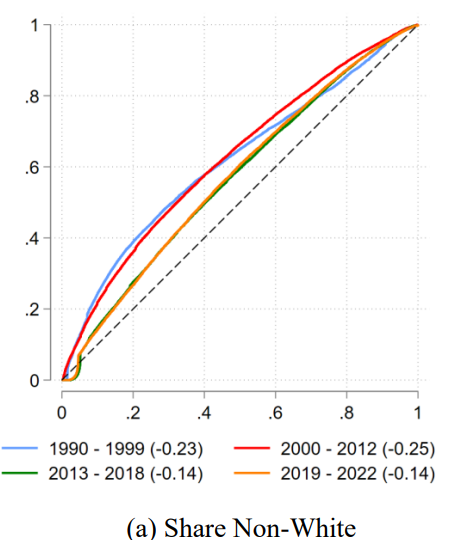 1
.8
.6
.4
.2
0
0 .2 .4 .6 .8 1
1990 - 1999 (-0.23) 2000 - 2012 (-0.25)
2013 - 2018 (-0.14) 2019 - 2022 (-0.14)
(a) Share Non-White